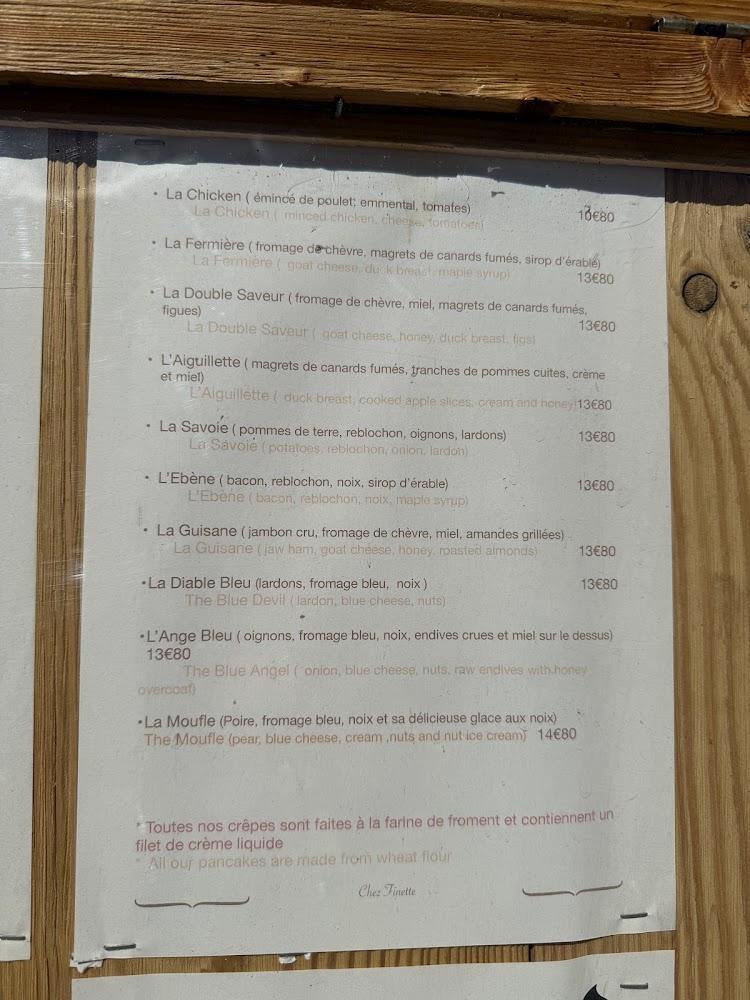 • La Chicken ( émincé de poulet; emmental, tomates)
La Chicken ( minced chicken, cheese, tomatoes) 10€80
• La Fermière ( fromage de chèvre, magrets de canards fumés, sirop d'érable)
La Fermière ( goat cheese, duck breast, maple syrup) 13€80
• La Double Saveur ( fromage de chèvre, miel, magrets de canards fumés,
figues) 13€80
La Double Saveur ( goat cheese, honey, duck breast, figs)
• L'Aiguillette ( magrets de canards fumés, tranches de pommes cuites, crème
et miel)
L'Aiguillette ( duck breast, cooked apple slices, cream and honey) 13€80
• La Savoie ( pommes de terre, reblochon, oignons, lardons) 13€80
La Savoie ( potatoes, reblochon, onion, lardon)
• L'Ebène ( bacon, reblochon, noix, sirop d'érable) 13€80
L'Ebène ( bacon, reblochon, noix, maple syrup)
• La Guisane ( jambon cru, fromage de chèvre, miel, amandes grillées)
La Guisane ( jaw ham, goat cheese, honey, roasted almonds) 13€80
•La Diable Bleu (lardons, fromage bleu, noix ) 13€80
The Blue Devil ( lardon, blue cheese, nuts)
•L'Ange Bleu ( oignons, fromage bleu, noix, endives crues et miel sur le dessus)
13€80
The Blue Angel ( onion, blue cheese, nuts, raw endives with honey
overcoat)
•La Moufle (Poire, fromage bleu, noix et sa délicieuse glace aux noix)
The Moufle (pear, blue cheese, cream ,nuts and nut ice cream) 14€80
* Toutes nos crêpes sont faites à la farine de froment et contiennent un
filet de crème liquide
* All our pancakes are made from wheat flour
Chez Finette